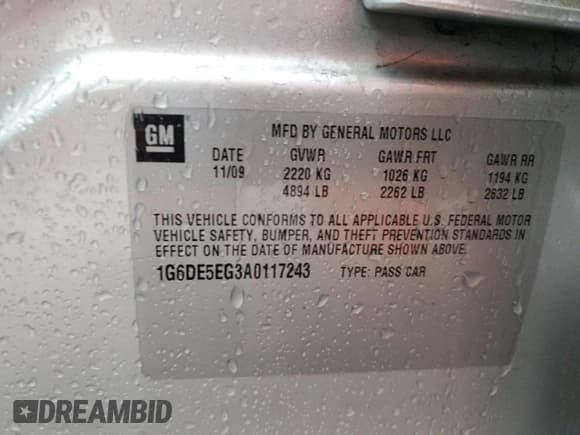 GM
MFD BY GENERAL MOTORS LLC
DATE GVWR GAWR FRT GAWR RR
11/09 2220 KG 1026 KG 1194 KG
4894 LB 2262 LB 2632 LB
THIS VEHICLE CONFORMS TO ALL APPLICABLE U.S. FEDERAL MOTOR
VEHICLE SAFETY, BUMPER, AND THEFT PREVENTION STANDARDS IN
EFFECT ON THE DATE OF MANUFACTURE SHOWN ABOVE.
1G6DE5EG3A0117243 TYPE: PASS CAR
DREAMBID